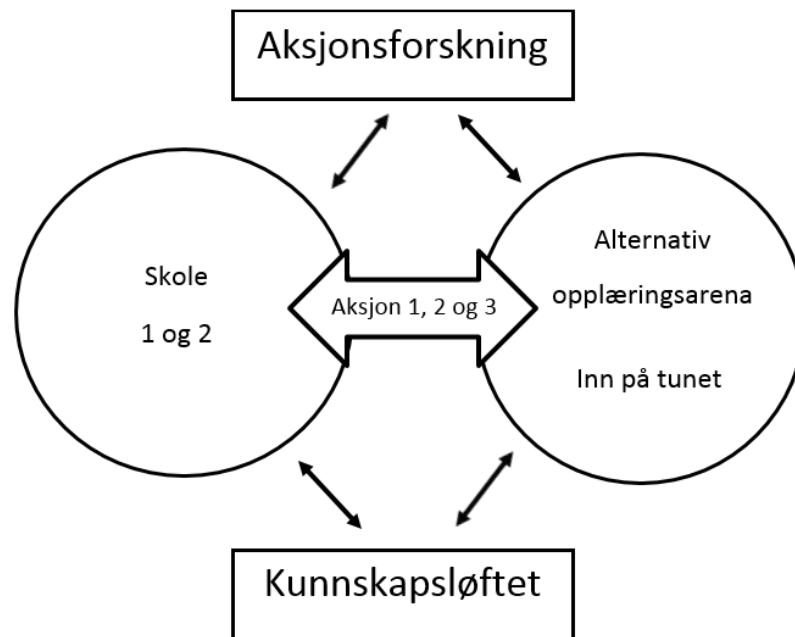 Aksjonsforskning
Skole
1 og 2
Aksjon 1, 2 og 3
Alternativ
opplæringsarena
Inn på tunet
Kunnskapsløftet